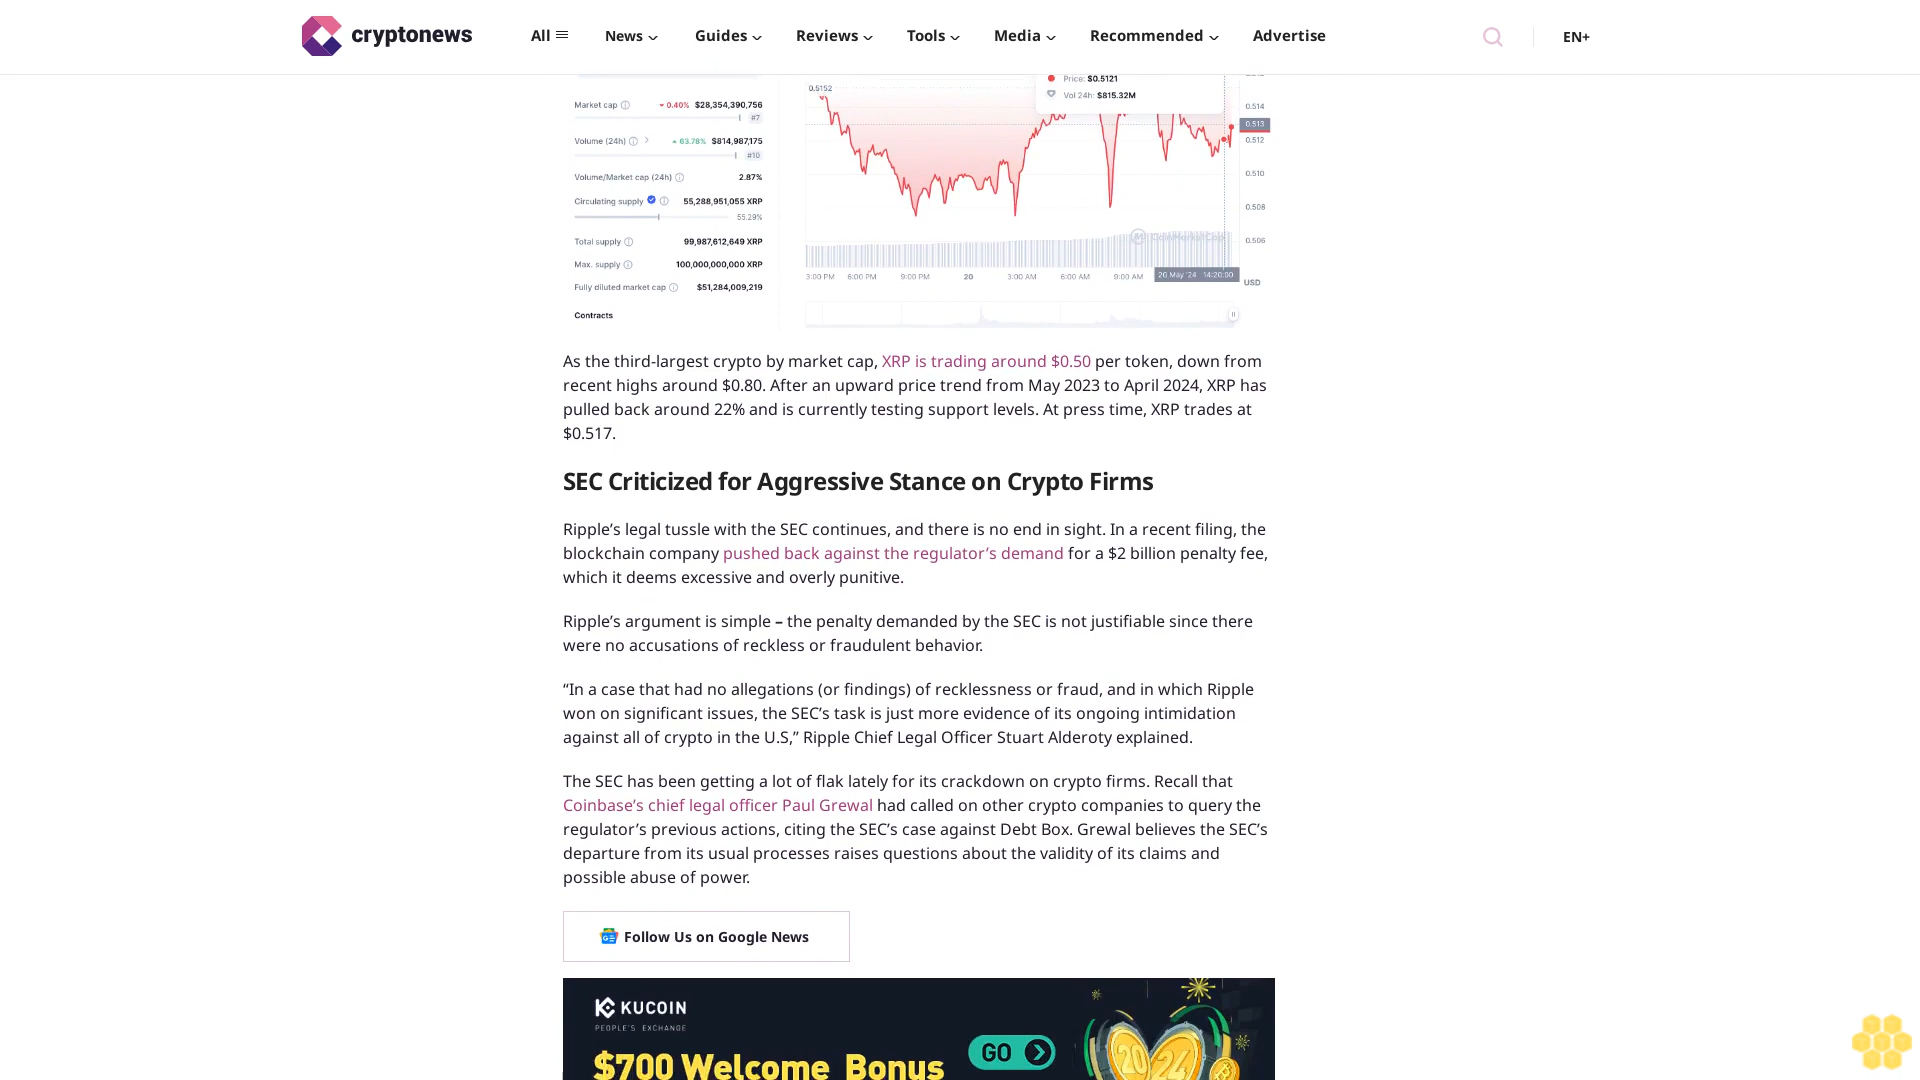 cryptonews
All
News
Guides
Reviews
Tools
Media
Recommended
Advertise
EN+
Price: $0.5121
Vol 24h: $815.32M
0.5152
Market cap
0.40% $28,354,390,756
#7
Volume (24h)
63.78% $814,987,175
#10
Volume/Market cap (24h)
2.87%
Circulating supply
55,288,951,055 XRP
55.29%
Total supply
99,987,612,649 XRP
Max. supply
100,000,000,000 XRP
Fully diluted market cap
$51,284,009,219
Contracts
0.514
0.513
0.512
0.510
0.508
0.506
USD
CoinMarketCap
3:00 PM 6:00 PM 9:00 PM 20 3:00 AM 6:00 AM 9:00 AM
20 May '24 14:20:00
As the third-largest crypto by market cap, XRP is trading around $0.50 per token, down from
recent highs around $0.80. After an upward price trend from May 2023 to April 2024, XRP has
pulled back around 22% and is currently testing support levels. At press time, XRP trades at
$0.517.
SEC Criticized for Aggressive Stance on Crypto Firms
Ripple’s legal tussle with the SEC continues, and there is no end in sight. In a recent filing, the
blockchain company pushed back against the regulator’s demand for a $2 billion penalty fee,
which it deems excessive and overly punitive.
Ripple’s argument is simple – the penalty demanded by the SEC is not justifiable since there
were no accusations of reckless or fraudulent behavior.
“In a case that had no allegations (or findings) of recklessness or fraud, and in which Ripple
won on significant issues, the SEC’s task is just more evidence of its ongoing intimidation
against all of crypto in the U.S,” Ripple Chief Legal Officer Stuart Alderoty explained.
The SEC has been getting a lot of flak lately for its crackdown on crypto firms. Recall that
Coinbase’s chief legal officer Paul Grewal had called on other crypto companies to query the
regulator’s previous actions, citing the SEC’s case against Debt Box. Grewal believes the SEC’s
departure from its usual processes raises questions about the validity of its claims and
possible abuse of power.
Follow Us on Google News
KUCOIN
PEOPLE'S EXCHANGE
$700 Welcome Bonus
GO
2024